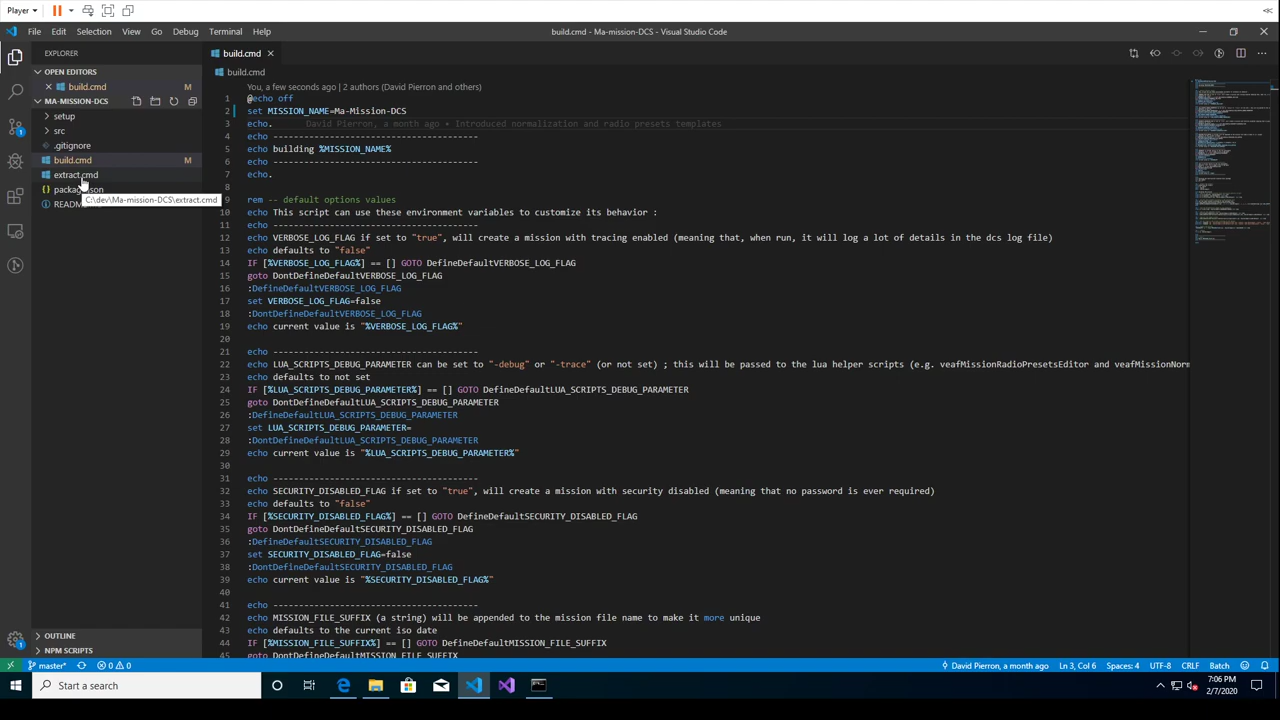 Player
File Edit Selection View Go Debug Terminal Help
build.cmd - Ma-mission-DCS - Visual Studio Code
EXPLORER
build.cmd
OPEN EDITORS
build.cmd M
MA-MISSION-DCS
setup
src
.gitignore
build.cmd M
extract.cmd
package.json
C:\dev\Ma-mission-DCS\extract.cmd
build.cmd
You, a few seconds ago | 2 authors (David Pierron and others)
1 @echo off
2 set MISSION_NAME=Ma-Mission-DCS
3 echo. David Pierron, a month ago • Introduced normalization and radio presets templates
4 echo ----------------------------------------
5 echo building %MISSION_NAME%
6 echo ----------------------------------------
7 echo.
8
9 rem -- default options values
10 echo This script can use these environment variables to customize its behavior :
11 echo ----------------------------------------
12 echo VERBOSE_LOG_FLAG if set to "true", will create a mission with tracing enabled (meaning that, when run, it will log a lot of details in the dcs log file)
13 echo defaults to "false"
14 IF [%VERBOSE_LOG_FLAG%] == [] GOTO DefineDefaultVERBOSE_LOG_FLAG
15 goto DontDefineDefaultVERBOSE_LOG_FLAG
16 :DefineDefaultVERBOSE_LOG_FLAG
17 set VERBOSE_LOG_FLAG=false
18 :DontDefineDefaultVERBOSE_LOG_FLAG
19 echo current value is "%VERBOSE_LOG_FLAG%"
20
21 echo ----------------------------------------
22 echo LUA_SCRIPTS_DEBUG_PARAMETER can be set to "-debug" or "-trace" (or not set) ; this will be passed to the lua helper scripts (e.g. veafMissionRadioPresetsEditor and veafMissionNorm
23 echo defaults to not set
24 IF [%LUA_SCRIPTS_DEBUG_PARAMETER%] == [] GOTO DefineDefaultLUA_SCRIPTS_DEBUG_PARAMETER
25 goto DontDefineDefaultLUA_SCRIPTS_DEBUG_PARAMETER
26 :DefineDefaultLUA_SCRIPTS_DEBUG_PARAMETER
27 set LUA_SCRIPTS_DEBUG_PARAMETER=
28 :DontDefineDefaultLUA_SCRIPTS_DEBUG_PARAMETER
29 echo current value is "%LUA_SCRIPTS_DEBUG_PARAMETER%"
30
31 echo ----------------------------------------
32 echo SECURITY_DISABLED_FLAG if set to "true", will create a mission with security disabled (meaning that no password is ever required)
33 echo defaults to "false"
34 IF [%SECURITY_DISABLED_FLAG%] == [] GOTO DefineDefaultSECURITY_DISABLED_FLAG
35 goto DontDefineDefaultSECURITY_DISABLED_FLAG
36 :DefineDefaultSECURITY_DISABLED_FLAG
37 set SECURITY_DISABLED_FLAG=false
38 :DontDefineDefaultSECURITY_DISABLED_FLAG
39 echo current value is "%SECURITY_DISABLED_FLAG%"
40
41 echo ----------------------------------------
42 echo MISSION_FILE_SUFFIX (a string) will be appended to the mission file name to make it more unique
43 echo defaults to the current iso date
44 IF [%MISSION_FILE_SUFFIX%] == [] GOTO DefineDefaultMISSION_FILE_SUFFIX
45 goto DontDefineDefaultMISSION_FILE_SUFFIX
OUTLINE
NPM SCRIPTS
master* 0 0 David Pierron, a month ago Ln 3, Col 6 Spaces: 4 UTF-8 CRLF Batch 1
Start a search
7:06 PM
2/7/2020